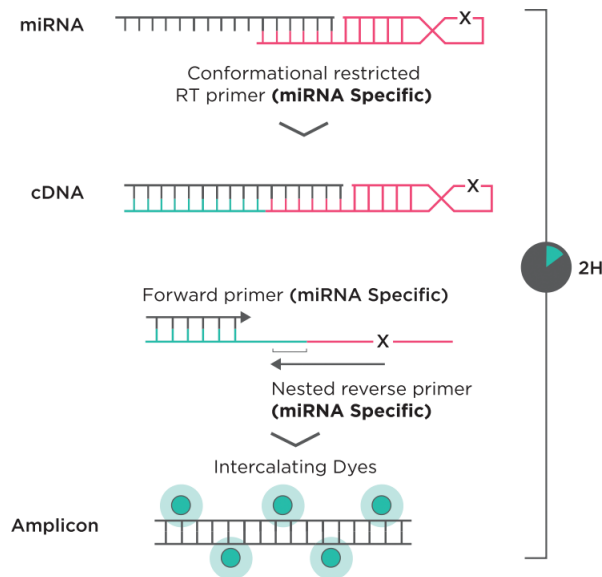 miRNA
X
Conformational restricted
RT primer (miRNA Specific)
cDNA
X
2H
Forward primer (miRNA Specific)
X
Nested reverse primer
(miRNA Specific)
Intercalating Dyes
Amplicon